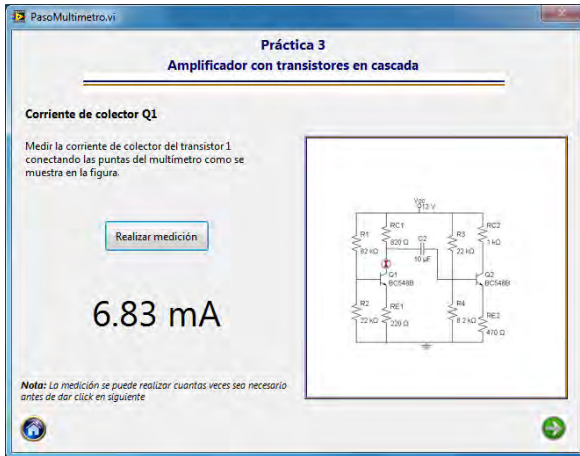 PasoMultimetro.vi
Práctica 3
Amplificador con transistores en cascada
Corriente de colector Q1
Medir la corriente de colector del transistor 1
conectando las puntas del multímetro como se
muestra en la figura.
Realizar medición
6.83 mA
Nota: La medición se puede realizar cuantas veces sea necesario
antes de dar click en siguiente
Vcc
12 V
R1
82 kΩ
RC1
820 Ω
C2
10 µF
R3
22 kΩ
RC2
1 kΩ
Q1
BC548B
Q2
BC548B
R2
22 kΩ
RE1
220 Ω
R4
8.2 kΩ
RE2
470 Ω